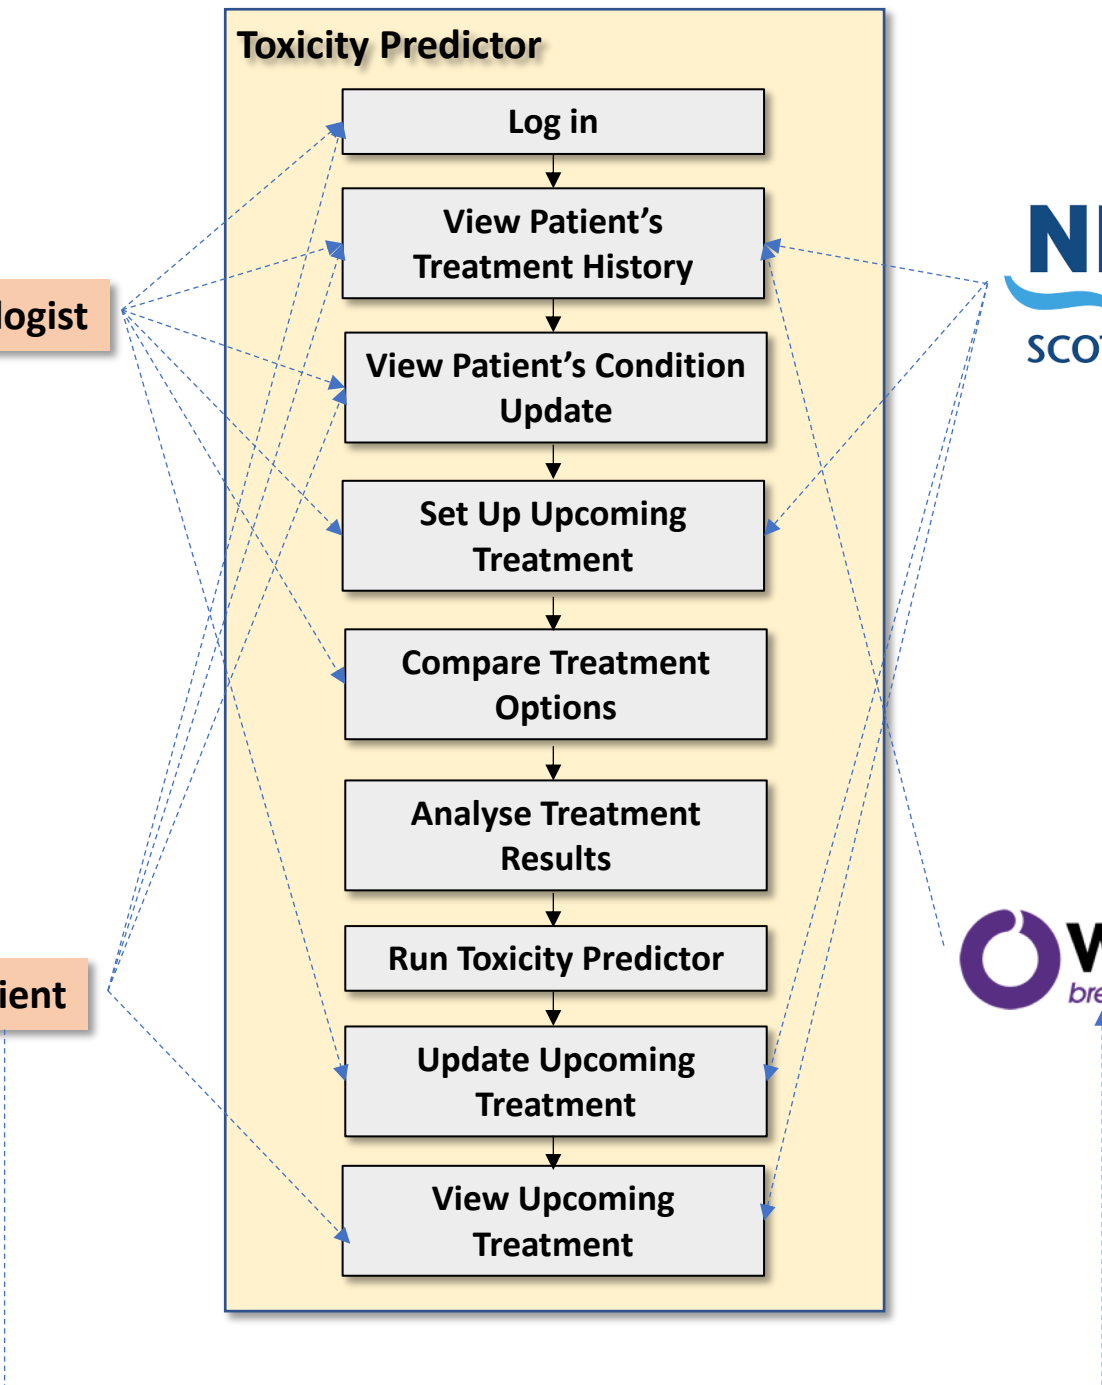 Toxicity Predictor
Log in
View Patient's
Treatment History
logist
View Patient's Condition
Update
Set Up Upcoming
Treatment
Compare Treatment
Options
Analyse Treatment
Results
Run Toxicity Predictor
ient
Update Upcoming
Treatment
View Upcoming
Treatment
SCOT
bre